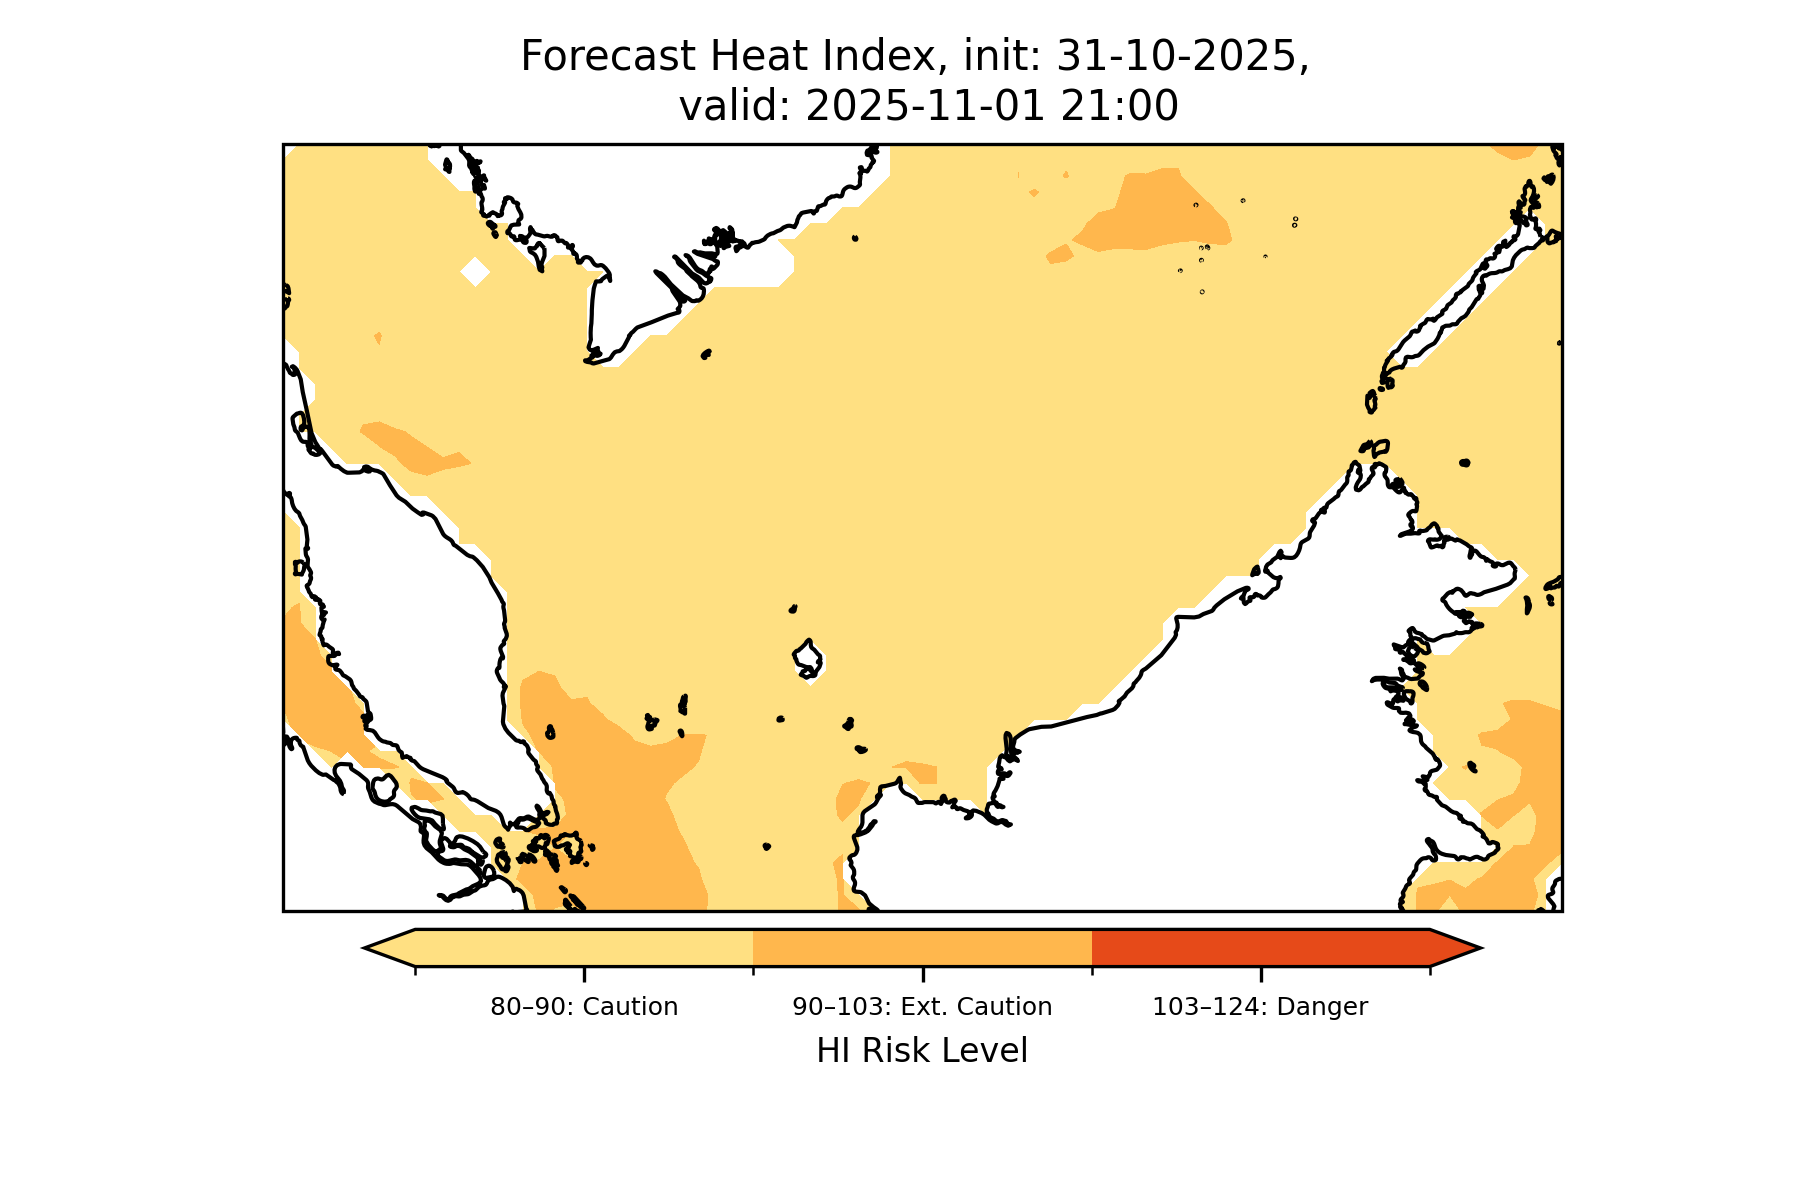 Forecast Heat Index, init: 31-10-2025,
valid: 2025-11-01 21:00
80–90: Caution
90–103: Ext. Caution
103–124: Danger
HI Risk Level